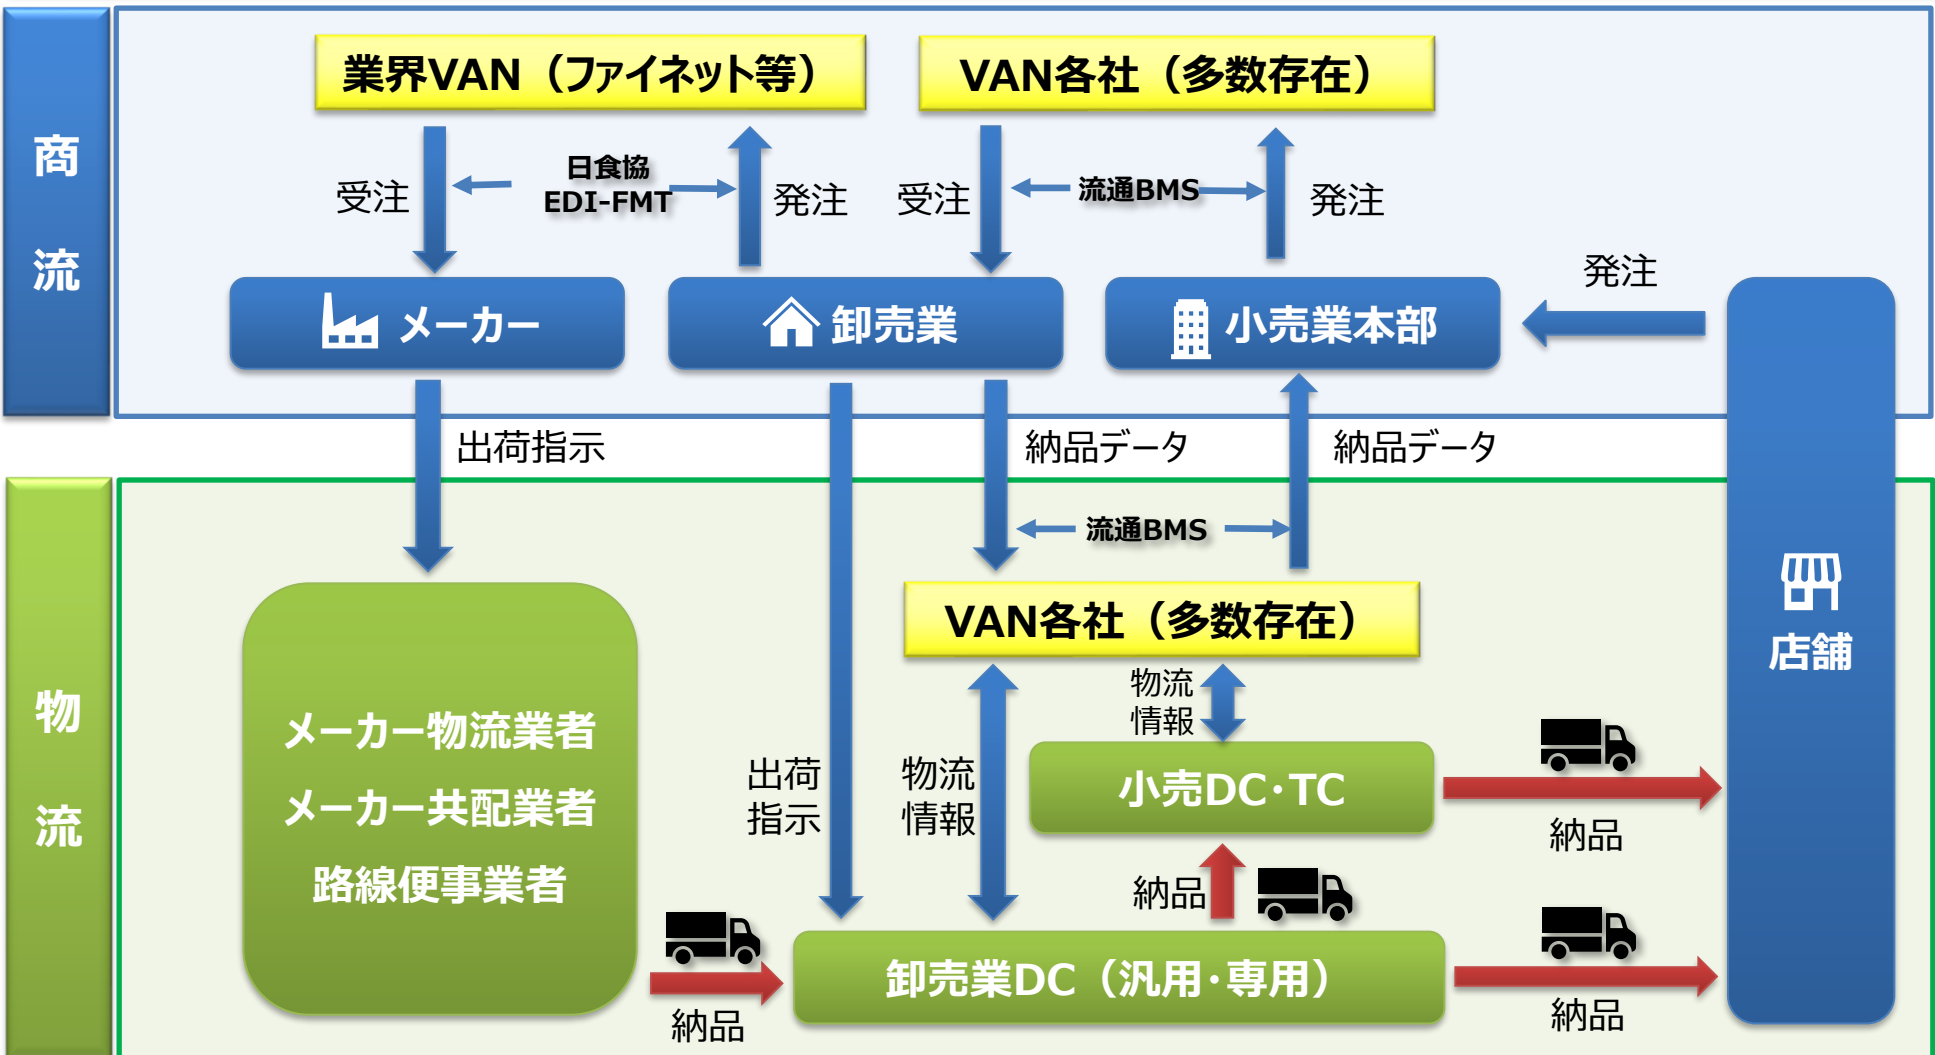 商流
業界VAN（ファイネット等）
VAN各社（多数存在）
受注
日食協
EDI-FMT
発注
受注
流通BMS
発注
メーカー
卸売業
小売業本部
発注
出荷指示
納品データ
納品データ
物流
流通BMS
VAN各社（多数存在）
店舗
メーカー物流業者
メーカー共配業者
路線便事業者
出荷
指示
物流
情報
物流
情報
小売DC・TC
納品
納品
卸売業DC（汎用・専用）
納品
納品